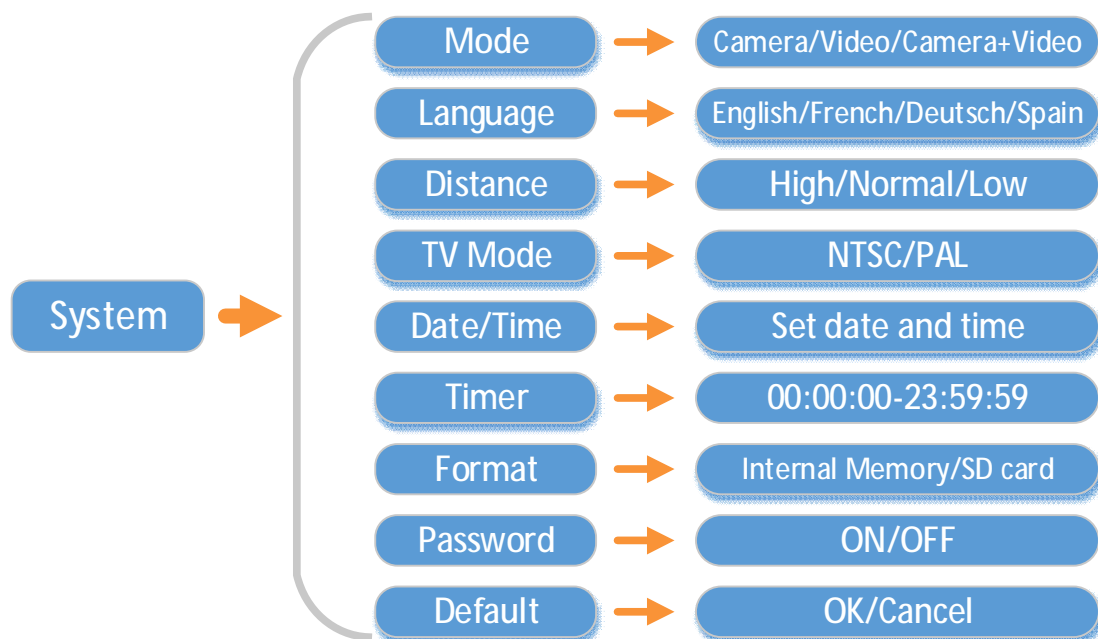 Mode
Camera/Video/Camera+Video
Language
English/French/Deutsch/Spain
Distance
High/Normal/Low
TV Mode
NTSC/PAL
System
Date/Time
Set date and time
Timer
00:00:00-23:59:59
Format
Internal Memory/SD card
Password
ON/OFF
Default
OK/Cancel